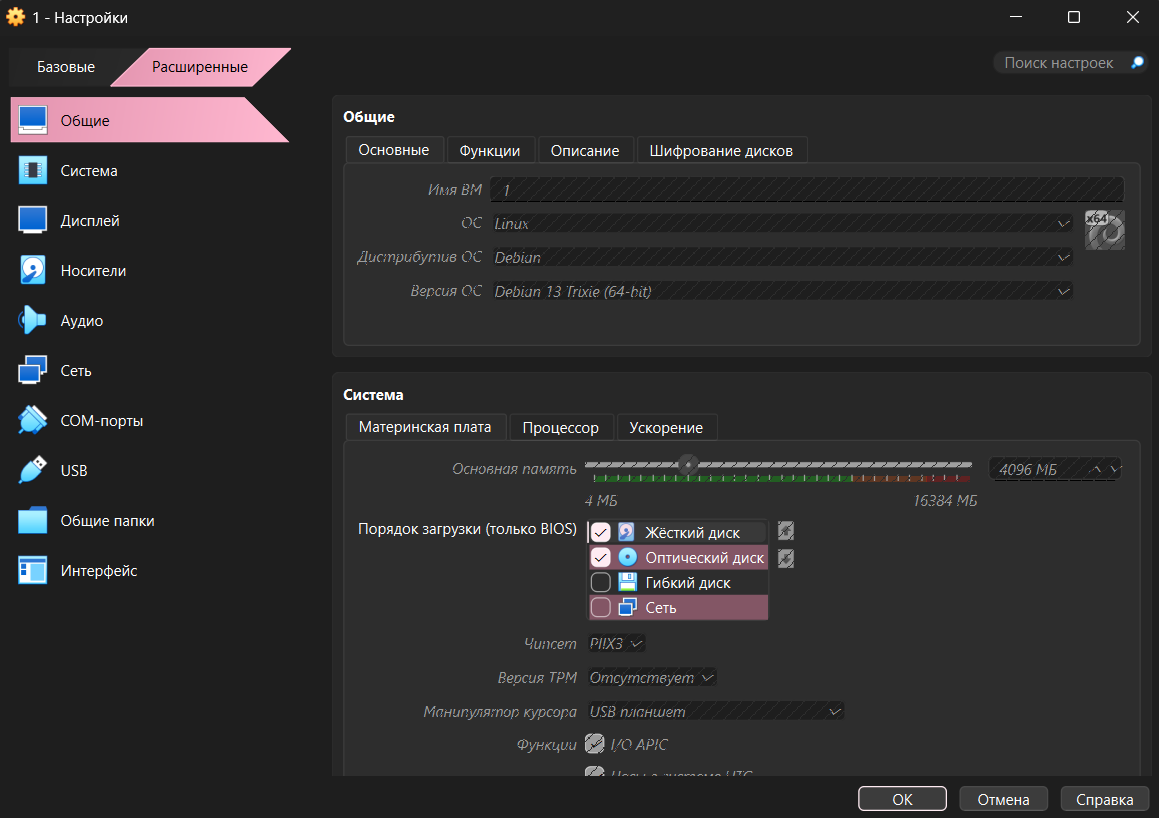 1 - Настройки
Базовые
Расширенные
Поиск настроек
Общие
Система
Дисплей
Носители
Аудио
Сеть
COM-порты
USB
Общие папки
Интерфейс
Общие
Основные
Функции
Описание
Шифрование дисков
Имя ВМ 1
ОС Linux
x64
Дистрибутив ОС Debian
Версия ОС Debian 13 Trixie (64-bit)
Система
Материнская плата
Процессор
Ускорение
Основная память
4096 МБ
4 МБ
16384 МБ
Порядок загрузки (только BIOS)
Жёсткий диск
Оптический диск
Гибкий диск
Сеть
Чипсет PIIX3
Версия TPM Отсутствует
Манипулятор курсора USB планшет
Функции I/O APIC
Часы в системе UTC
OK
Отмена
Справка